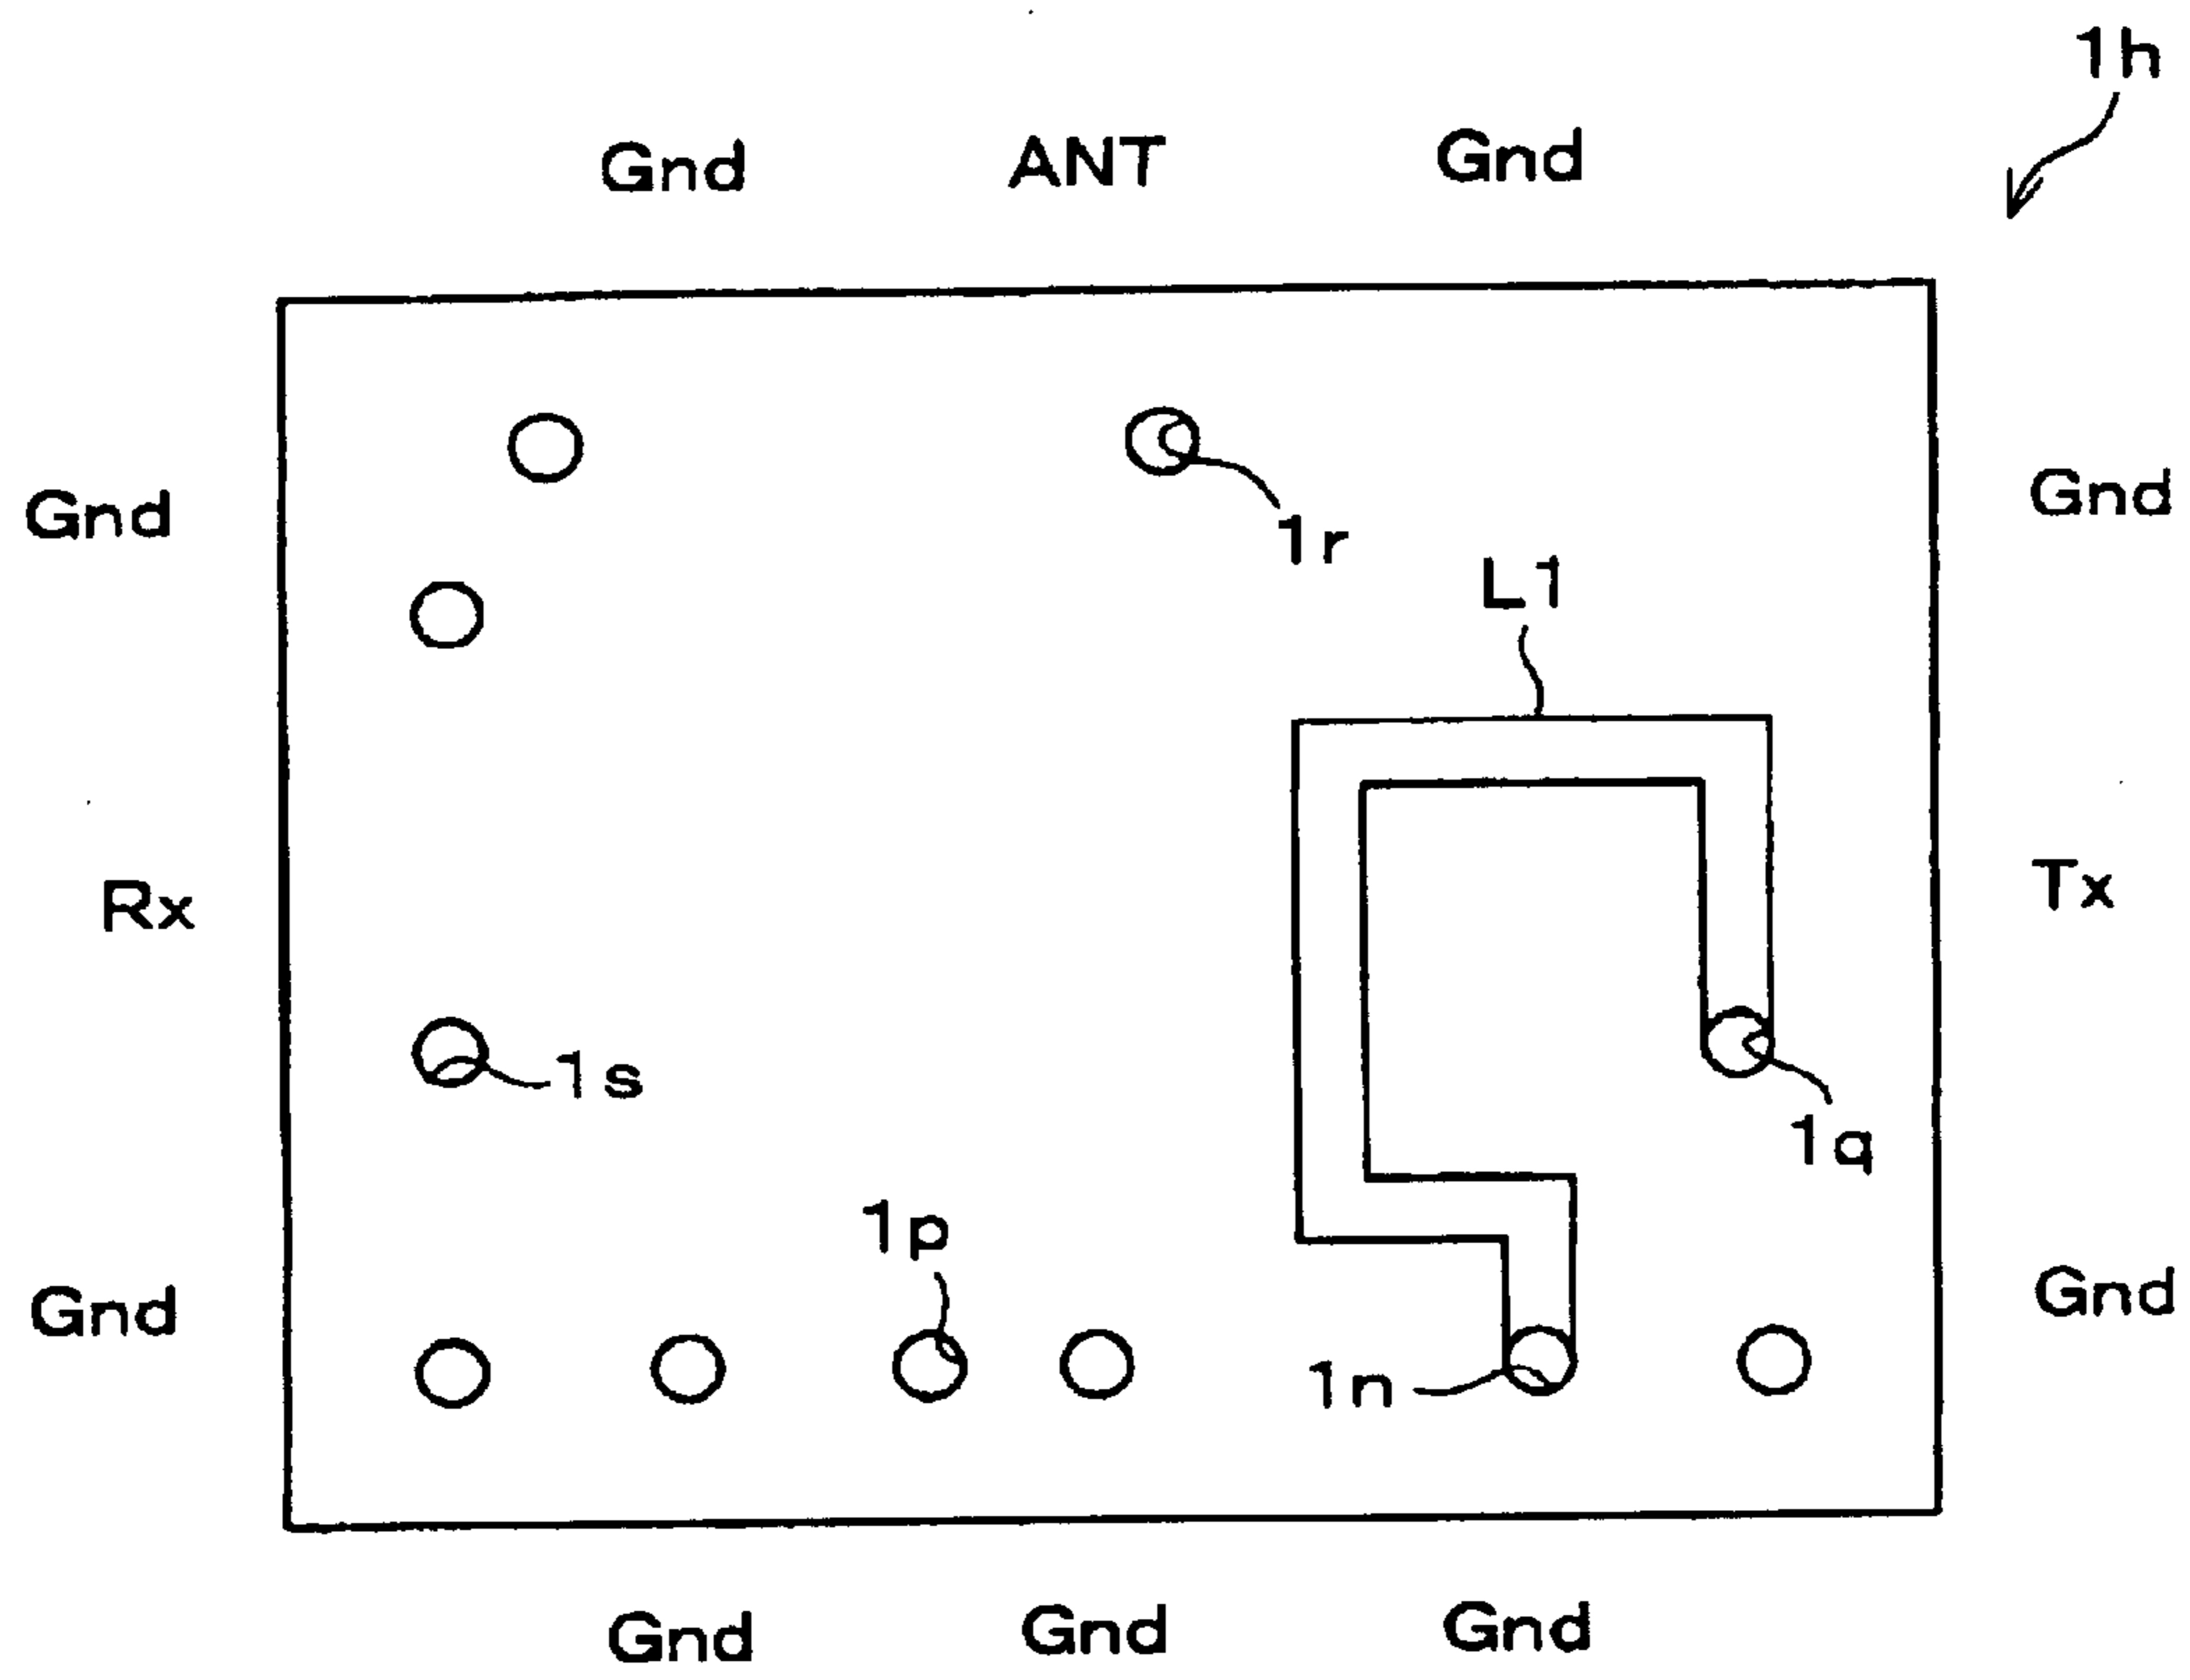 1h
Gnd ANT Gnd
Gnd Gnd
1r
L1
Rx Tx
1s
1q
1p
Gnd Gnd
1n
Gnd Gnd Gnd